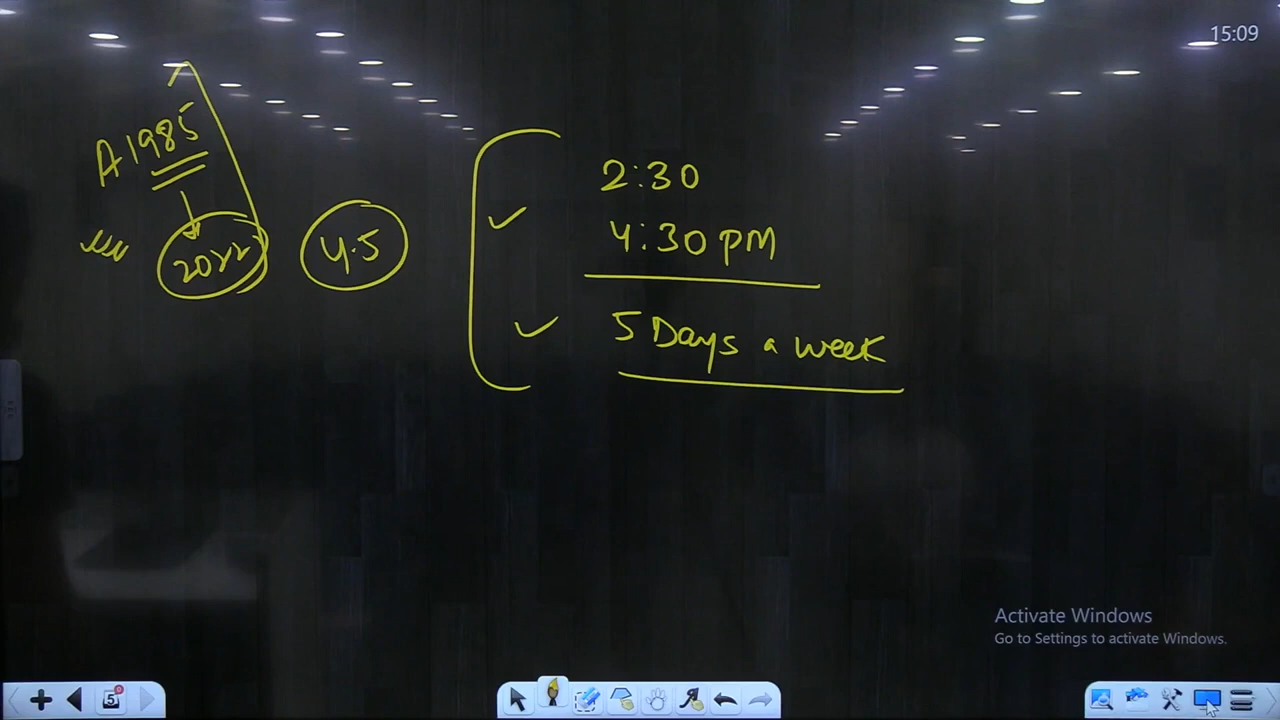 15:09
A 1985
2022
4.5
2:30
4:30 PM
5 Days a week
Activate Windows
Go to Settings to activate Windows.
5